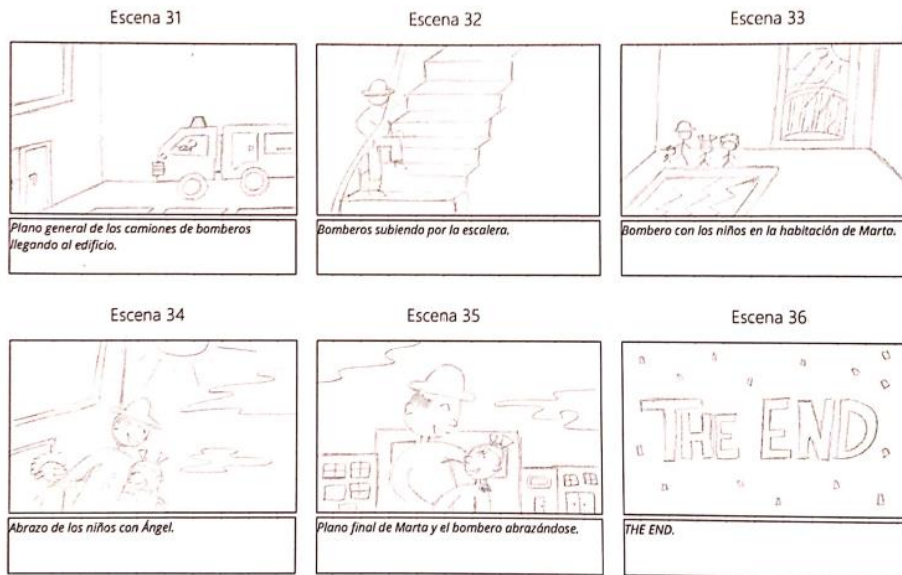 Escena 31
Escena 32
Escena 33
Plano general de los camiones de bomberos
llegando al edificio.
Bomberos subiendo por la escalera.
Bombero con los niños en la habitación de Marta.
Escena 34
Escena 35
Escena 36
THE END.
Abrazo de los niños con Ángel.
Plano final de Marta y el bombero abrazándose.
THE END.